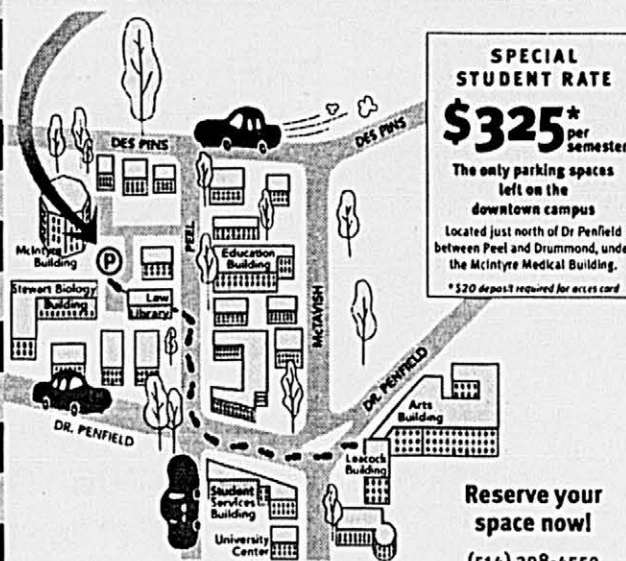 SPECIAL
STUDENT RATE
$325* per
semester
The only parking spaces
left on the
downtown campus
Located just north of Dr Penfield
between Peel and Drummond, unde
the McIntyre Medical Building.
* $20 deposit required for acces card
DES PINS
DES PINS
McIntyre
Building
P
PEEL
Education
Building
Stewart Biology
Building
Law
Library
McTAVISH
DR. PENFIELD
DR. PENFIELD
Arts
Building
Leacock
Building
Student
Services
Building
University
Center
Reserve your
space now!